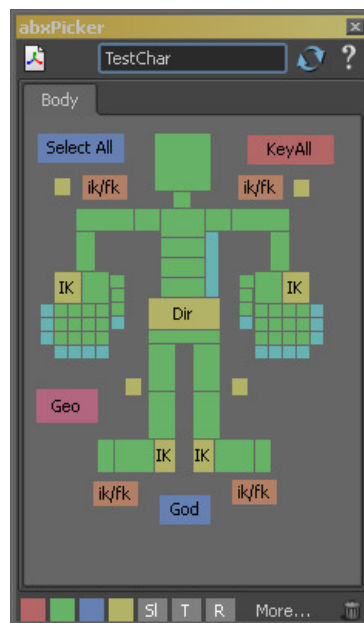 abxPicker
TestChar
?
Body
Select All
KeyAll
ik/fk
ik/fk
IK
IK
Dir
Geo
IK
IK
ik/fk
ik/fk
God
Sl
T
R
More...